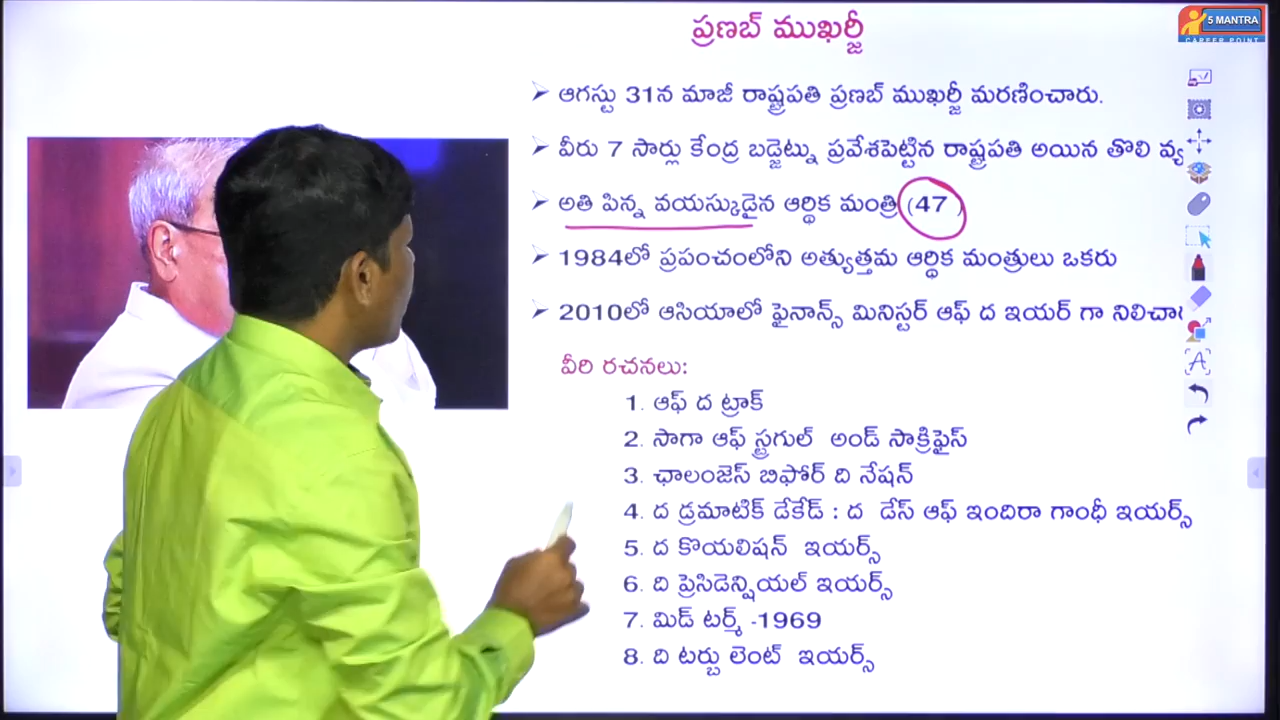 ప్రణబ్ ముఖర్జీ
5 MANTRA
CAREER POINT
ఆగస్టు 31న మాజీ రాష్ట్రపతి ప్రణబ్ ముఖర్జీ మరణించారు.
వీరు 7 సార్లు కేంద్ర బడ్జెట్ను ప్రవేశపెట్టిన రాష్ట్రపతి అయిన తొలి
అతి పిన్న వయస్కుడైన ఆర్థిక మంత్రి (47 )
1984లో ప్రపంచంలోని అత్యుత్తమ ఆర్థిక మంత్రులు ఒకరు
2010లో ఆసియాలో ఫైనాన్స్ మినిస్టర్ ఆఫ్ ద ఇయర్ గా
వీరి రచనలు:
1. ఆఫ్ ద ట్రాక్
2. సాగా ఆఫ్ స్ట్రగుల్ అండ్ సాక్రిఫైస్
3. ఛాలంజెస్ బిఫోర్ ది నేషన్
4. ద డ్రమాటిక్ డేకేడ్ : ద డేస్ ఆఫ్ ఇందిరా గాంధీ ఇయర్స్
5. ద కొయలిషన్ ఇయర్స్
6. ది ప్రెసిడెన్షియల్ ఇయర్స్
7. మిడ్ టర్మ్ -1969
8. ది టర్బు లెంట్ ఇయర్స్